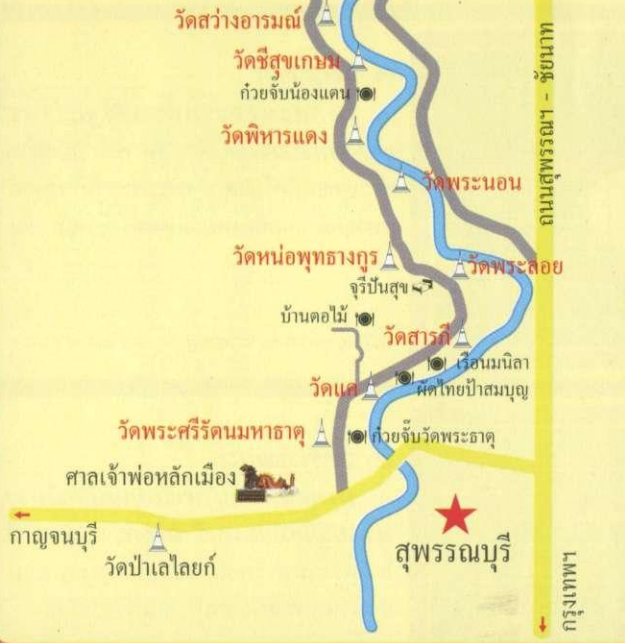 วัดสว่างอารมณ์
วัดชีสุขเกษม
ก๋วยจั๊บน้องแตน
วัดพิหารแดง
วัดพระนอน
ถนนสุพรรณฯ - ชัยนาท
วัดหน่อพุทธางกูร
วัดพระลอย
จุรีปันสุข
บ้านตอไม้
วัดสารภี
เรือนมนิลา
วัดแค
ผัดไทยป้าสมบุญ
วัดพระศรีรัตนมหาธาตุ
ก๋วยจั๊บวัดพระธาตุ
ศาลเจ้าพ่อหลักเมือง
กาญจนบุรี
วัดป่าเลไลยก์
สุพรรณบุรี
กรุงเทพฯ